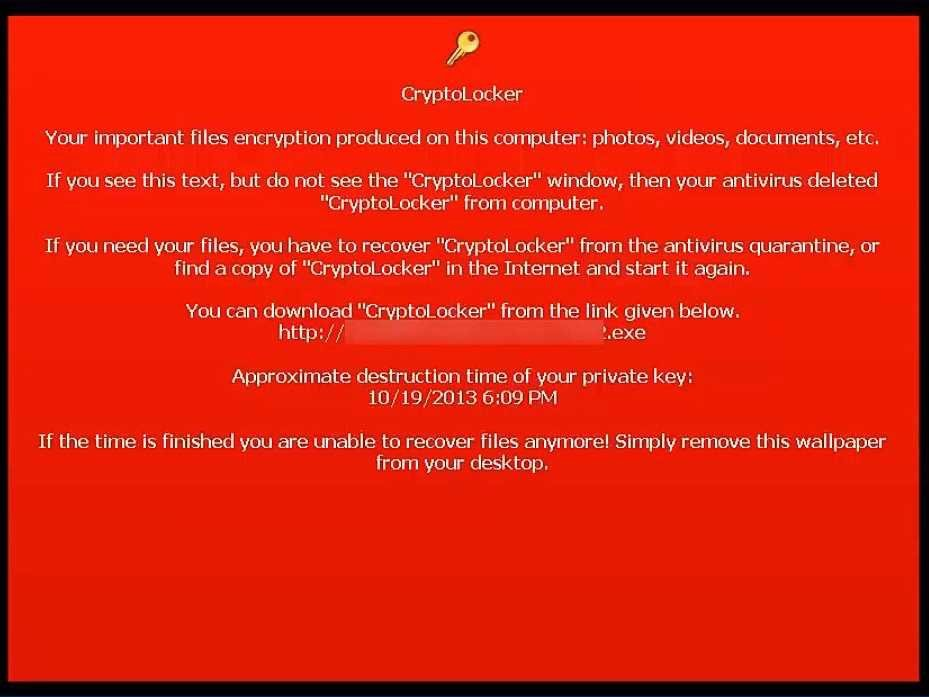 CryptoLocker
Your important files encryption produced on this computer: photos, videos, documents, etc.
If you see this text, but do not see the "CryptoLocker" window, then your antivirus deleted
"CryptoLocker" from computer.
If you need your files, you have to recover "CryptoLocker" from the antivirus quarantine, or
find a copy of "CryptoLocker" in the Internet and start it again.
You can download "CryptoLocker" from the link given below.
http:// .exe
Approximate destruction time of your private key:
10/19/2013 6:09 PM
If the time is finished you are unable to recover files anymore! Simply remove this wallpaper
from your desktop.